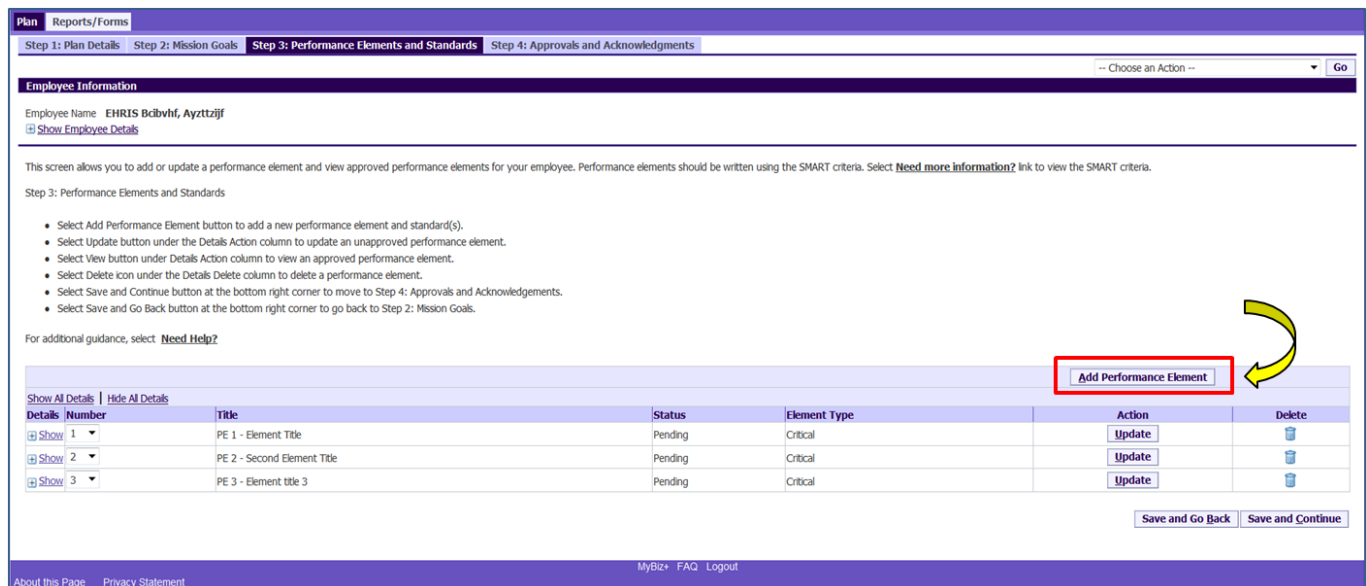 Plan Reports/Forms
Step 1: Plan Details Step 2: Mission Goals Step 3: Performance Elements and Standards Step 4: Approvals and Acknowledgments
-- Choose an Action -- Go
Employee Information
Employee Name EHRIS Bcibvhf, Ayzttzijf
Show Employee Details
This screen allows you to add or update a performance element and view approved performance elements for your employee. Performance elements should be written using the SMART criteria. Select Need more information? link to view the SMART criteria.
Step 3: Performance Elements and Standards
• Select Add Performance Element button to add a new performance element and standard(s).
• Select Update button under the Details Action column to update an unapproved performance element.
• Select View button under Details Action column to view an approved performance element.
• Select Delete icon under the Details Delete column to delete a performance element.
• Select Save and Continue button at the bottom right corner to move to Step 4: Approvals and Acknowledgements.
• Select Save and Go Back button at the bottom right corner to go back to Step 2: Mission Goals.
For additional guidance, select Need Help?
Add Performance Element
Show All Details | Hide All Details
Details Number Title Status Element Type Action Delete
Show 1 PE 1 - Element Title Pending Critical Update
Show 2 PE 2 - Second Element Title Pending Critical Update
Show 3 PE 3 - Element title 3 Pending Critical Update
Save and Go Back Save and Continue
MyBiz+ FAQ Logout
About this Page Privacy Statement